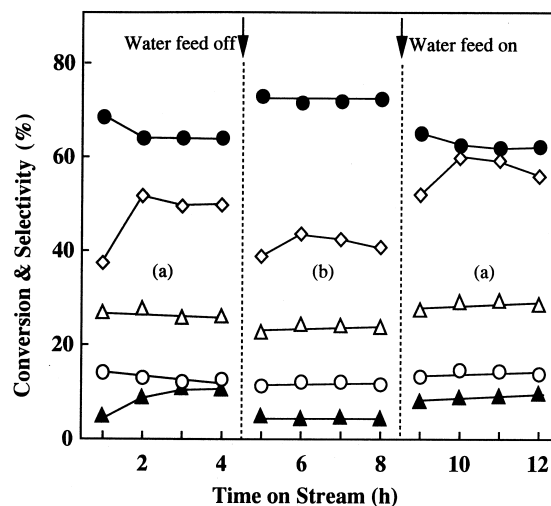 Water feed off
Water feed on
80
60
40
20
0
(a)
(b)
(a)
2
4
6
8
10
12
Conversion & Selectivity (%)
Time on Stream (h)